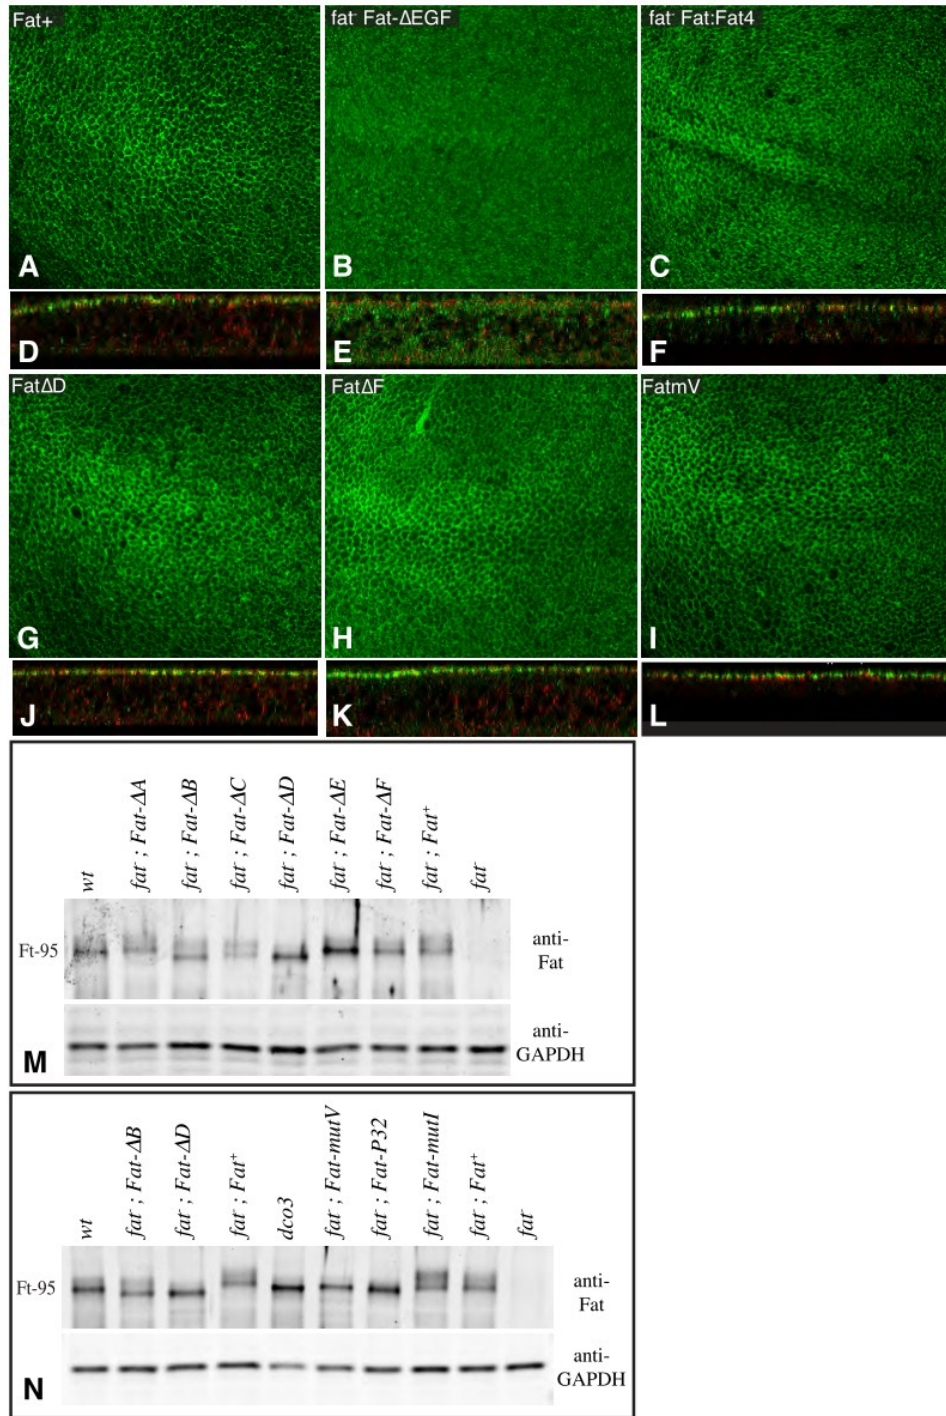 Fat+
fat- Fat-ΔEGF
fat- Fat:Fat4
A
B
C
D
E
F
FatΔD
FatΔF
FatmV
G
H
I
J
K
L
wt
fat- ; Fat-ΔA
fat- ; Fat-ΔB
fat- ; Fat-ΔC
fat- ; Fat-ΔD
fat- ; Fat-ΔE
fat- ; Fat-ΔF
fat- ; Fat+
fat-
Ft-95
anti-
Fat
anti-
GAPDH
M
wt
fat- ; Fat-ΔB
fat- ; Fat-ΔD
fat- ; Fat+
dco3
fat- ; Fat-mutV
fat- ; Fat-P32
fat- ; Fat-mutI
fat- ; Fat+
fat-
Ft-95
anti-
Fat
anti-
GAPDH
N